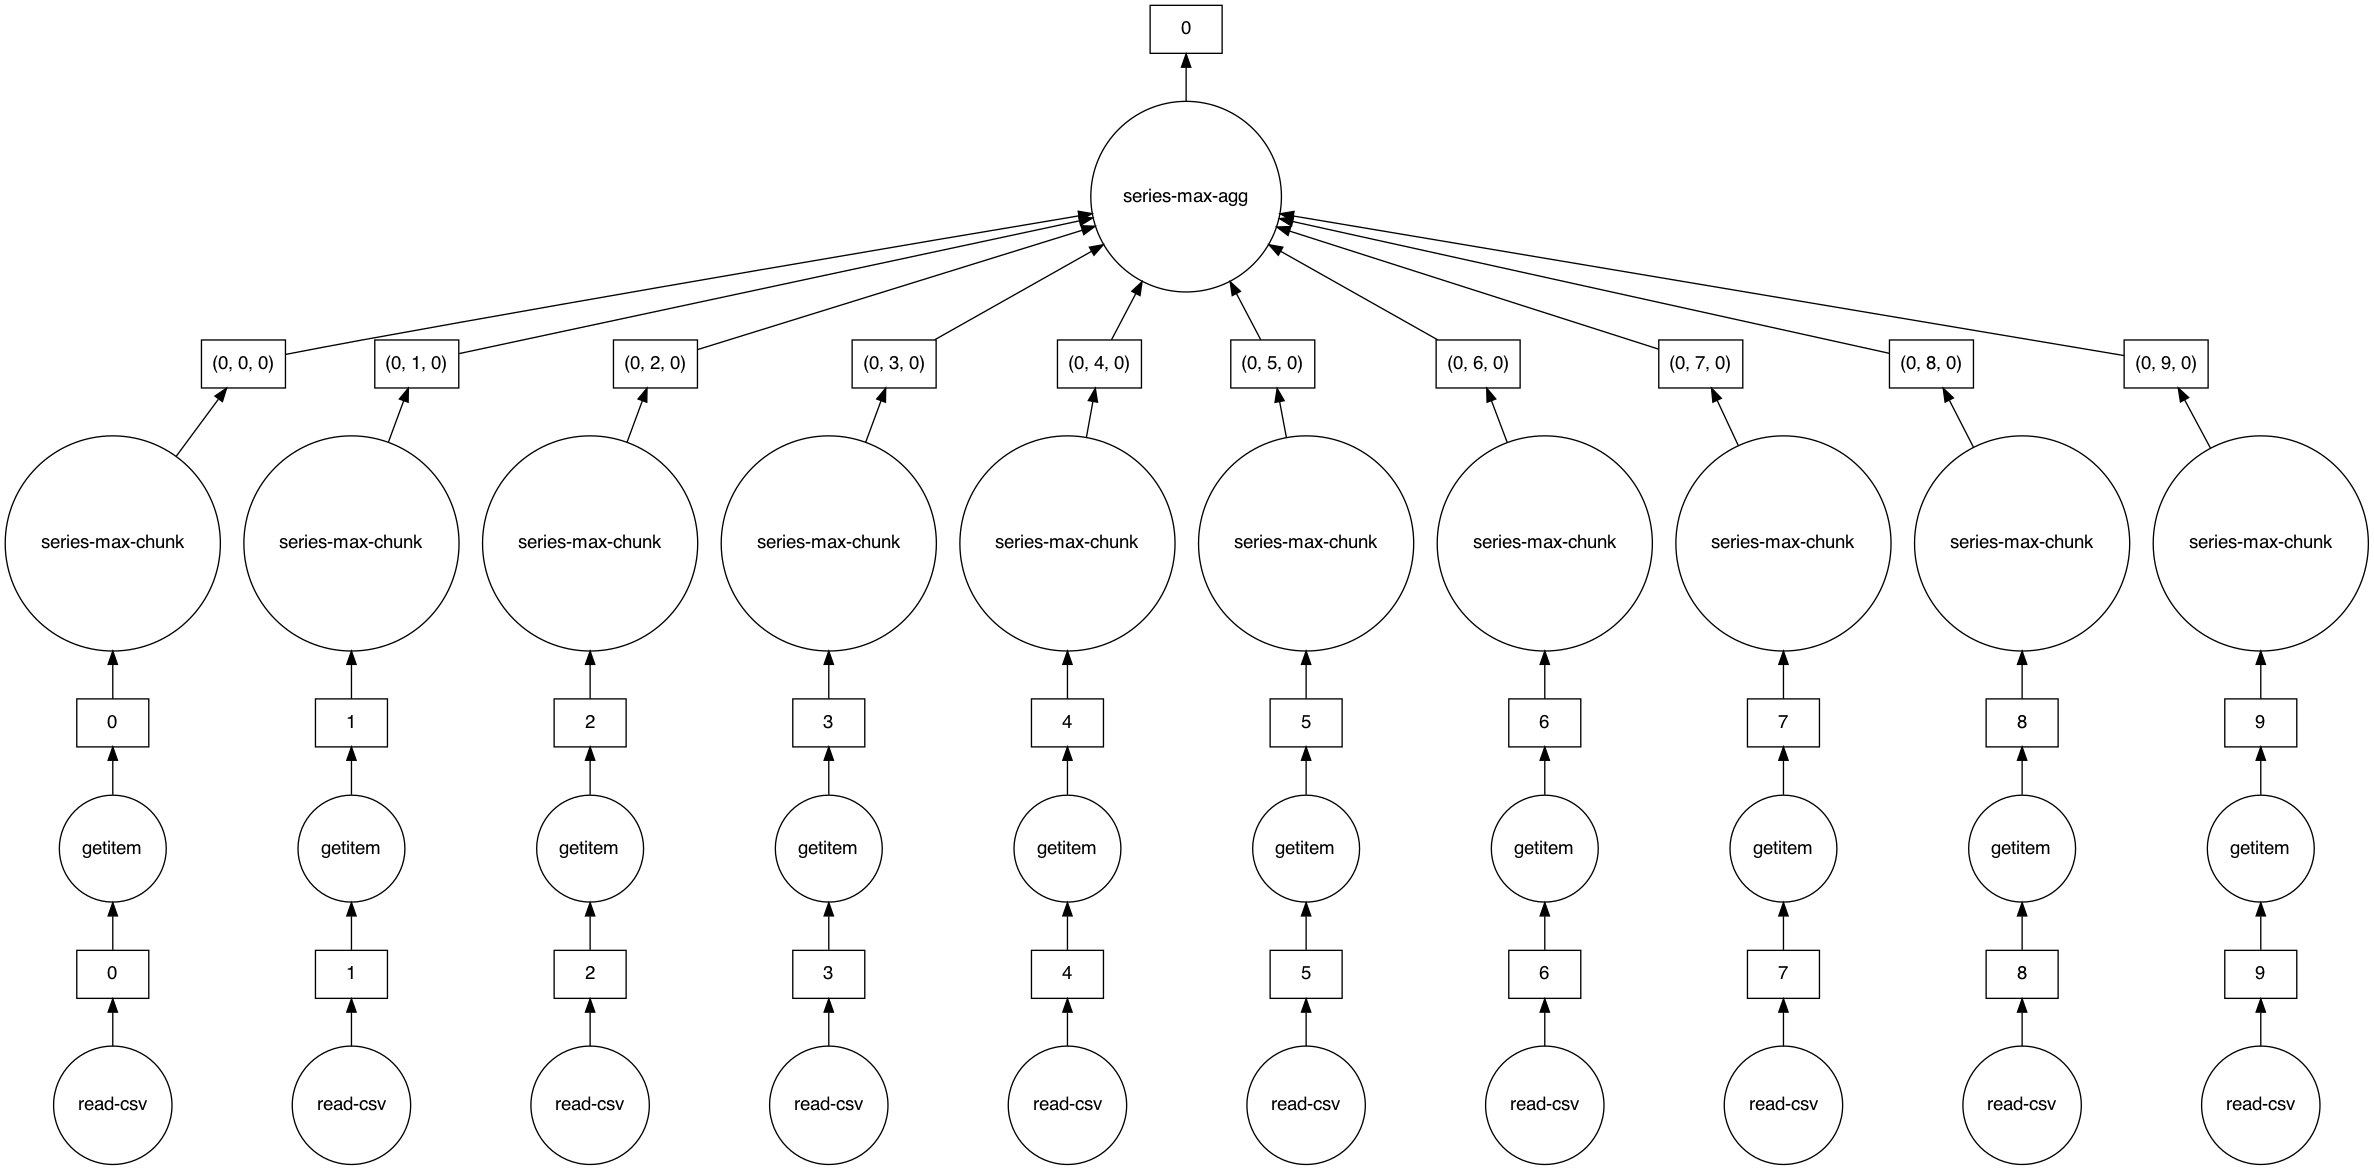 0
series-max-agg
(0, 0, 0) (0, 1, 0) (0, 2, 0) (0, 3, 0) (0, 4, 0) (0, 5, 0) (0, 6, 0) (0, 7, 0) (0, 8, 0) (0, 9, 0)
series-max-chunk series-max-chunk series-max-chunk series-max-chunk series-max-chunk series-max-chunk series-max-chunk series-max-chunk series-max-chunk series-max-chunk
0 1 2 3 4 5 6 7 8 9
getitem getitem getitem getitem getitem getitem getitem getitem getitem getitem
0 1 2 3 4 5 6 7 8 9
read-csv read-csv read-csv read-csv read-csv read-csv read-csv read-csv read-csv read-csv